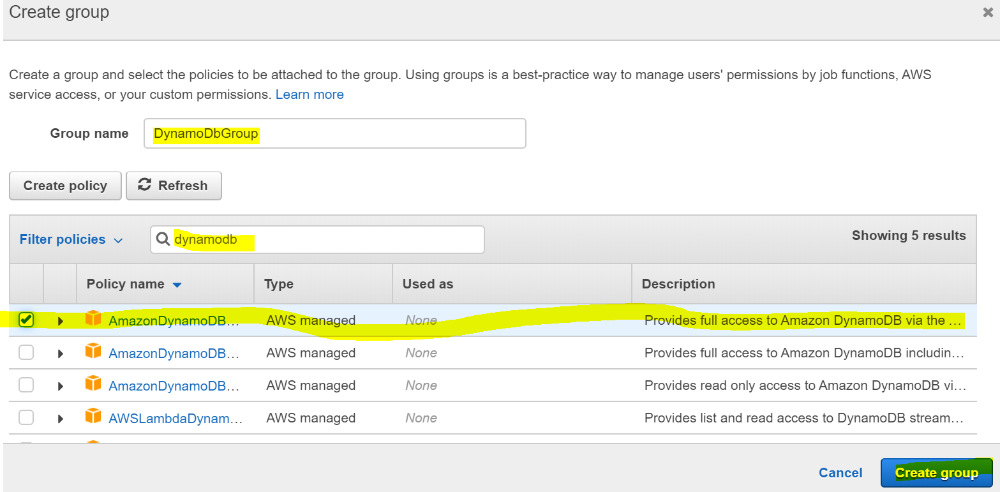 Create group
Create a group and select the policies to be attached to the group. Using groups is a best-practice way to manage users' permissions by job functions, AWS
service access, or your custom permissions. Learn more
Group name DynamoDbGroup
Create policy Refresh
Filter policies dynamodb Showing 5 results
Policy name Type Used as Description
AmazonDynamoDB... AWS managed None Provides full access to Amazon DynamoDB via the ...
AmazonDynamoDB... AWS managed None Provides full access to Amazon DynamoDB includin...
AmazonDynamoDB... AWS managed None Provides read only access to Amazon DynamoDB vi...
AWSLambdaDynam... AWS managed None Provides list and read access to DynamoDB stream...
Cancel Create group